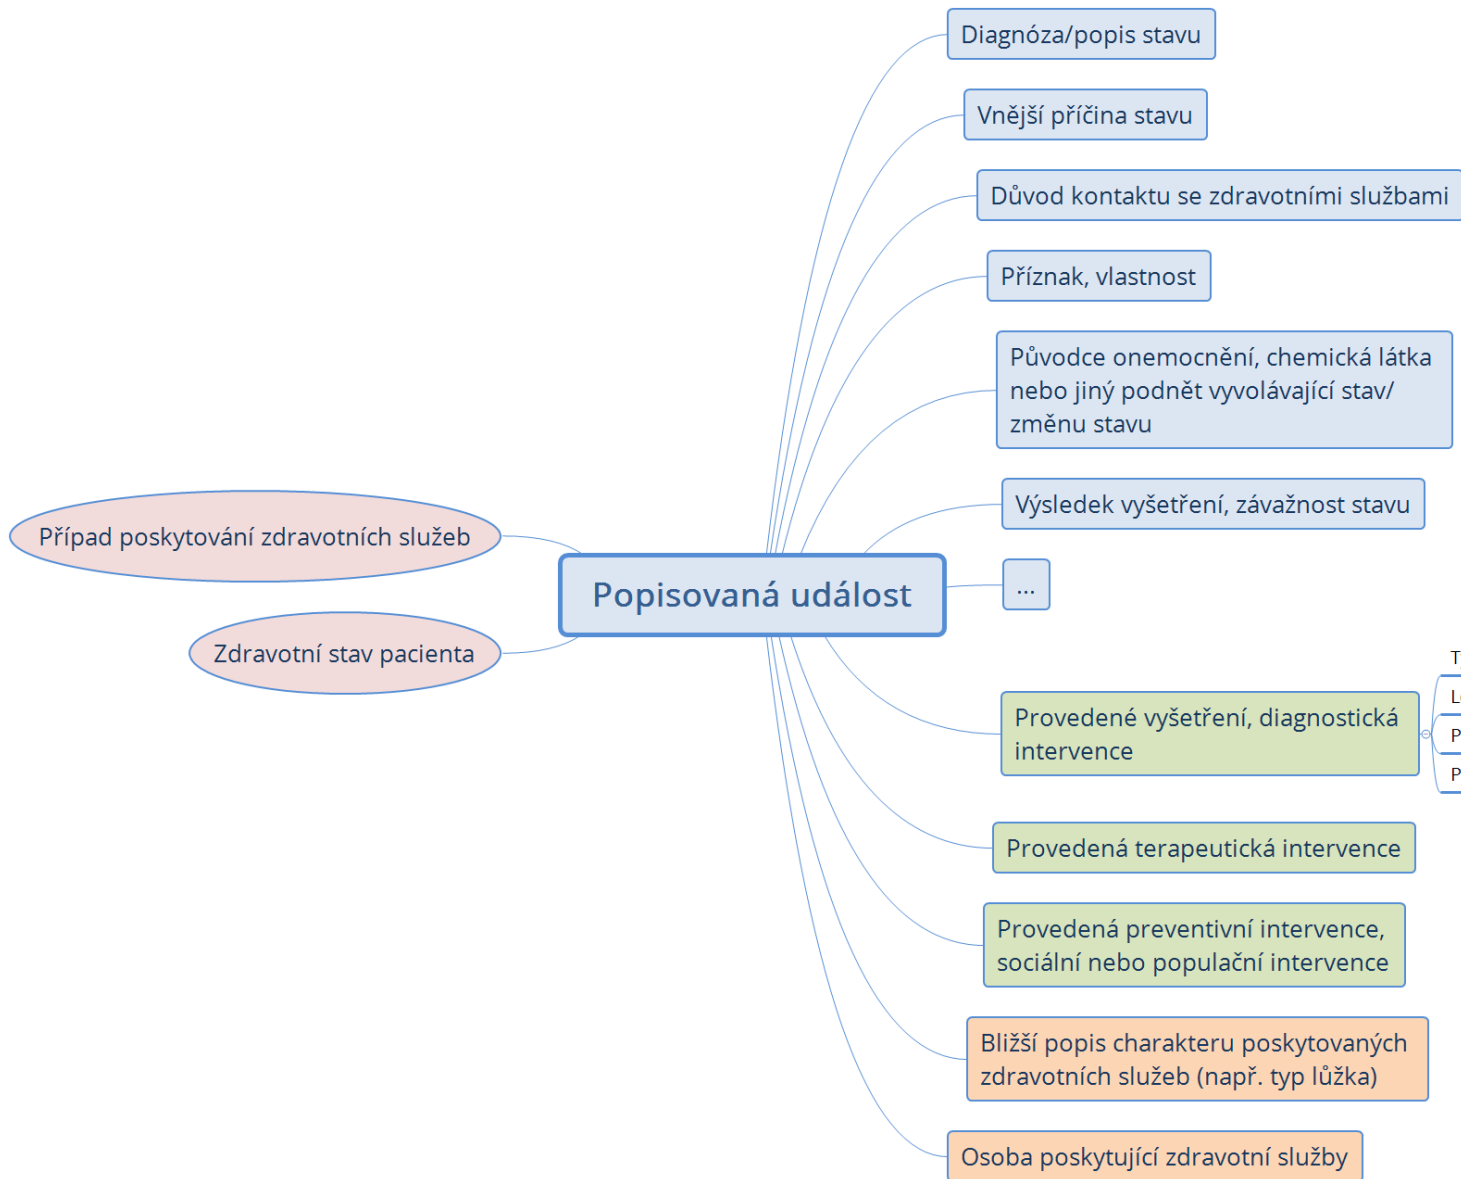 Diagnóza/popis stavu
Vnější příčina stavu
Důvod kontaktu se zdravotními službami
Příznak, vlastnost
Původce onemocnění, chemická látka
nebo jiný podnět vyvolávající stav/
změnu stavu
Výsledek vyšetření, závažnost stavu
Případ poskytování zdravotních služeb
Popisovaná událost
...
Zdravotní stav pacienta
Provedené vyšetření, diagnostická
intervence
Provedená terapeutická intervence
Provedená preventivní intervence,
sociální nebo populační intervence
Bližší popis charakteru poskytovaných
zdravotních služeb (např. typ lůžka)
Osoba poskytující zdravotní služby